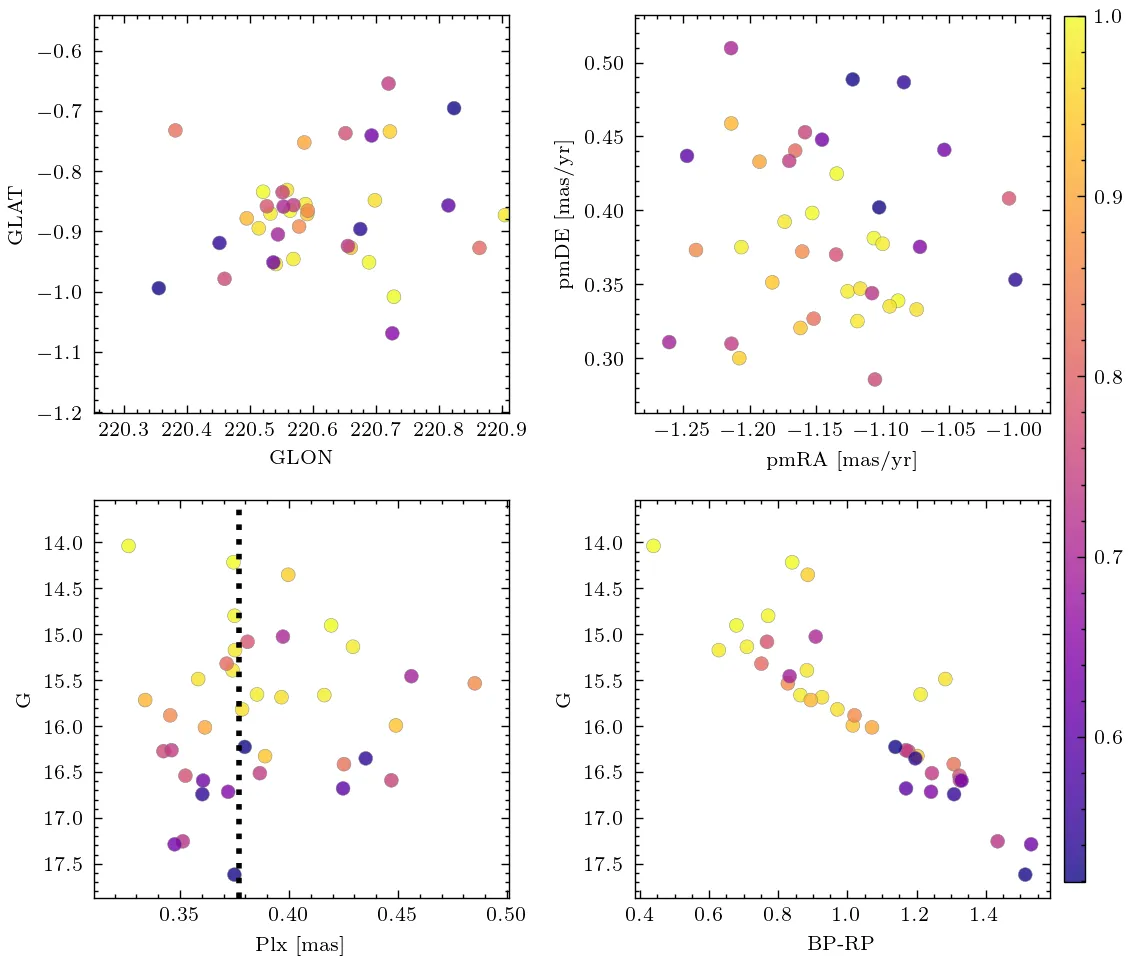 −0.6
−0.7
−0.8
−0.9
−1.0
−1.1
−1.2
GLAT
220.3 220.4 220.5 220.6 220.7 220.8 220.9
GLON
0.50
0.45
0.40
0.35
0.30
pmDE [mas/yr]
−1.25 −1.20 −1.15 −1.10 −1.05 −1.00
pmRA [mas/yr]
1.0
0.9
0.8
0.7
0.6
14.0
14.5
15.0
15.5
16.0
16.5
17.0
17.5
G
0.35 0.40 0.45 0.50
Plx [mas]
14.0
14.5
15.0
15.5
16.0
16.5
17.0
17.5
G
0.4 0.6 0.8 1.0 1.2 1.4
BP-RP